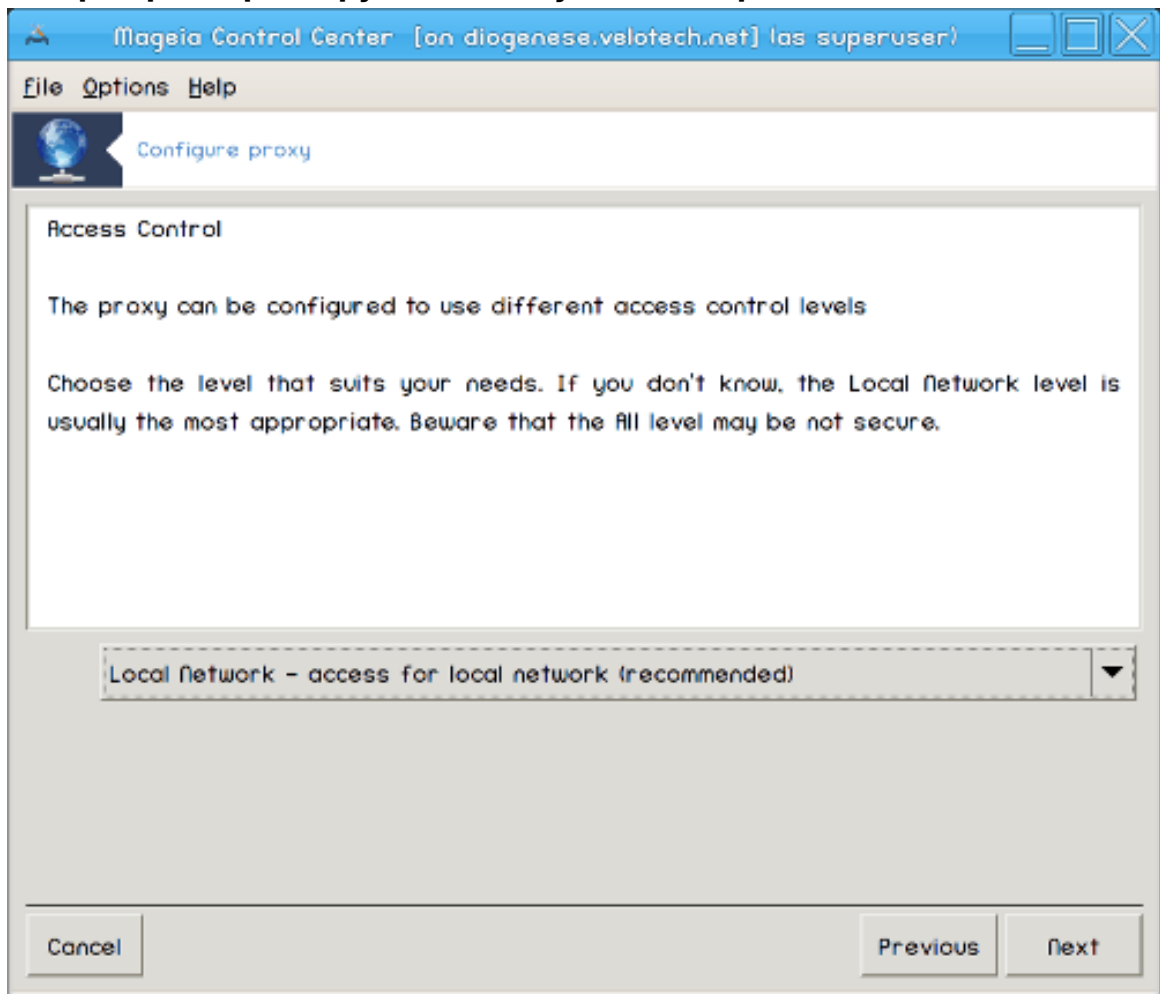 Mageia Control Center [on diogenese.velotech.net] (as superuser)
File Options Help
Configure proxy
Access Control
The proxy can be configured to use different access control levels
Choose the level that suits your needs. If you don't know, the Local Network level is
usually the most appropriate. Beware that the All level may be not secure.
Local Network - access for local network (recommended)
Cancel Previous Next